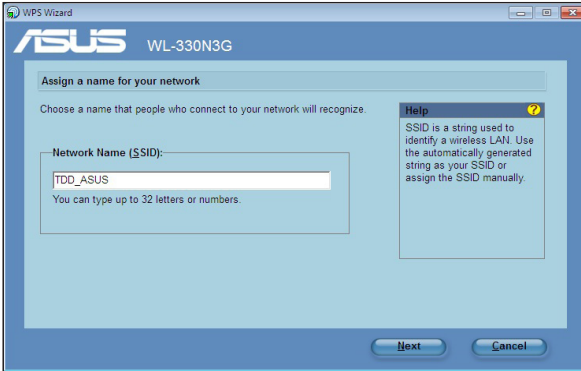 WPS Wizard
ASUS WL-330N3G
Assign a name for your network
Choose a name that people who connect to your network will recognize.
Network Name (SSID):
TDD_ASUS
You can type up to 32 letters or numbers.
Help ?
SSID is a string used to
identify a wireless LAN. Use
the automatically generated
string as your SSID or
assign the SSID manually.
Next Cancel